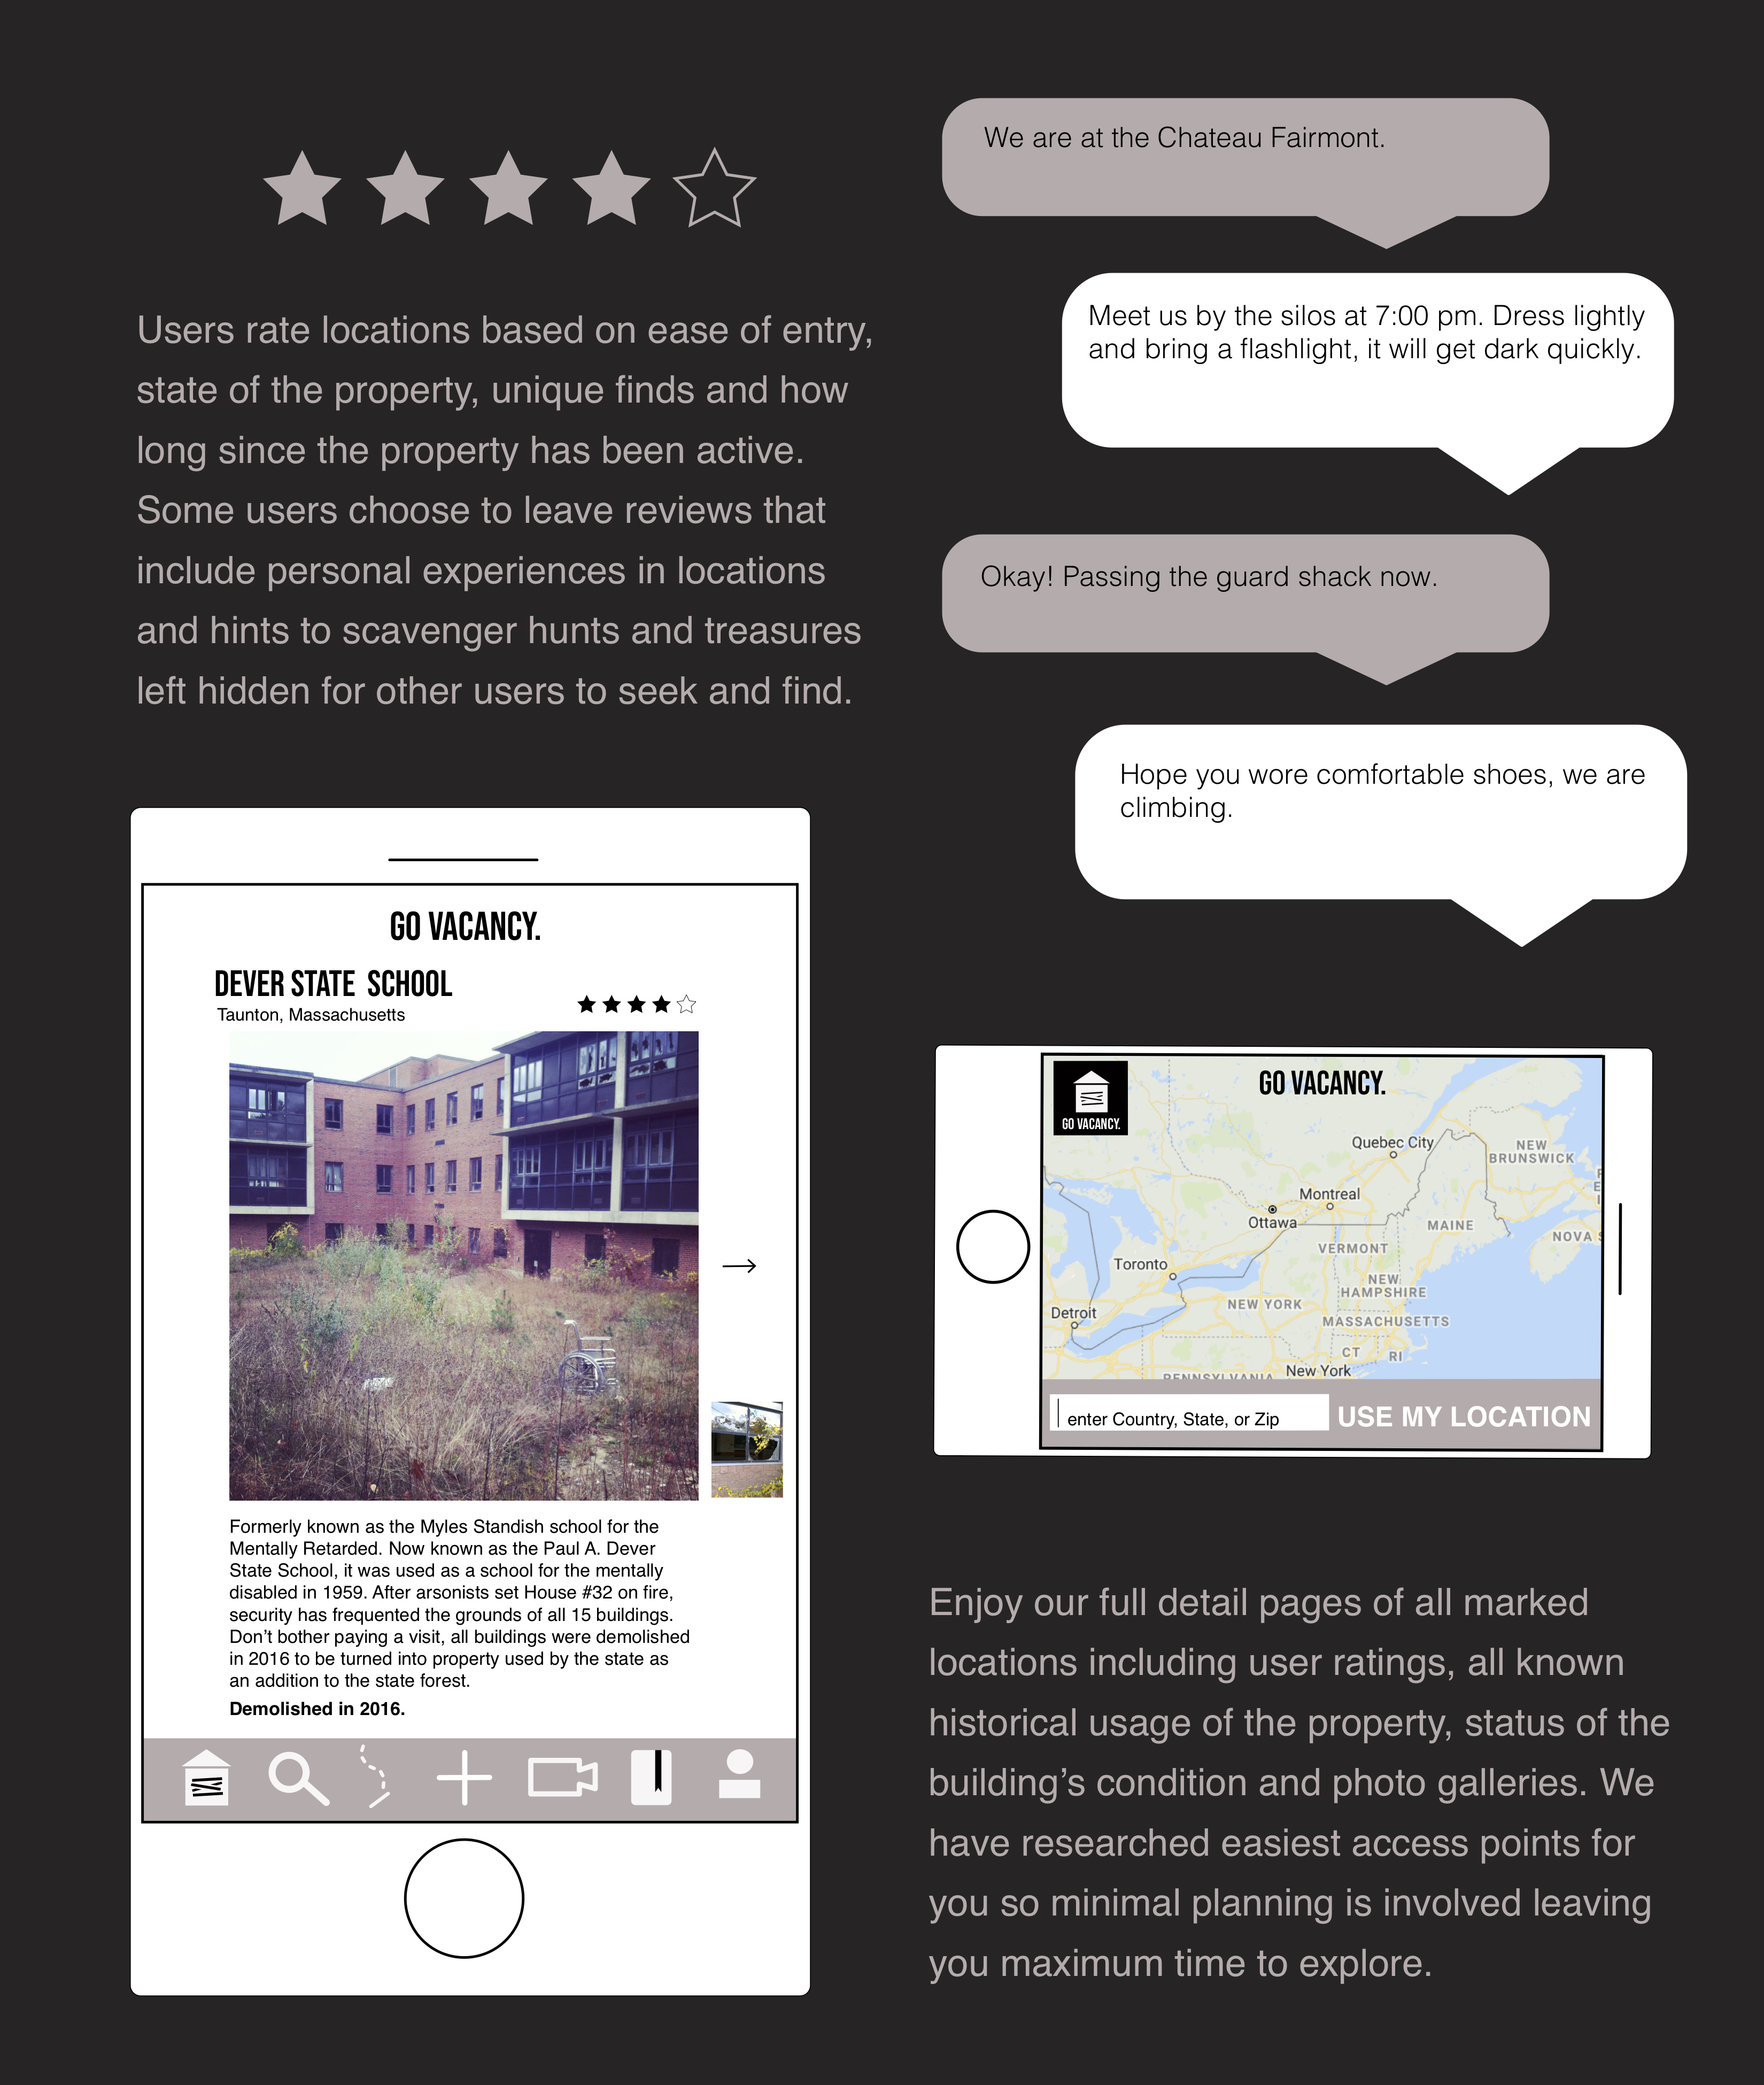 Users rate locations based on ease of entry,
state of the property, unique finds and how
long since the property has been active.
Some users choose to leave reviews that
include personal experiences in locations
and hints to scavenger hunts and treasures
left hidden for other users to seek and find.
We are at the Chateau Fairmont.
Meet us by the silos at 7:00 pm. Dress lightly
and bring a flashlight, it will get dark quickly.
Okay! Passing the guard shack now.
Hope you wore comfortable shoes, we are
climbing.
GO VACANCY.
DEVER STATE SCHOOL
Taunton, Massachusetts
Formerly known as the Myles Standish school for the
Mentally Retarded. Now known as the Paul A. Dever
State School, it was used as a school for the mentally
disabled in 1959. After arsonists set House #32 on fire,
security has frequented the grounds of all 15 buildings.
Don't bother paying a visit, all buildings were demolished
in 2016 to be turned into property used by the state as
an addition to the state forest.
Demolished in 2016.
GO VACANCY.
GO VACANCY.
Quebec City
NEW
BRUNSWICK
Montreal
Ottawa
MAINE
NOVA
VERMONT
Toronto
NEW
HAMPSHIRE
NEW YORK
Detroit
MASSACHUSETTS
CT
RI
New York
PENNSYLVANIA
enter Country, State, or Zip
USE MY LOCATION
Enjoy our full detail pages of all marked
locations including user ratings, all known
historical usage of the property, status of the
building's condition and photo galleries. We
have researched easiest access points for
you so minimal planning is involved leaving
you maximum time to explore.